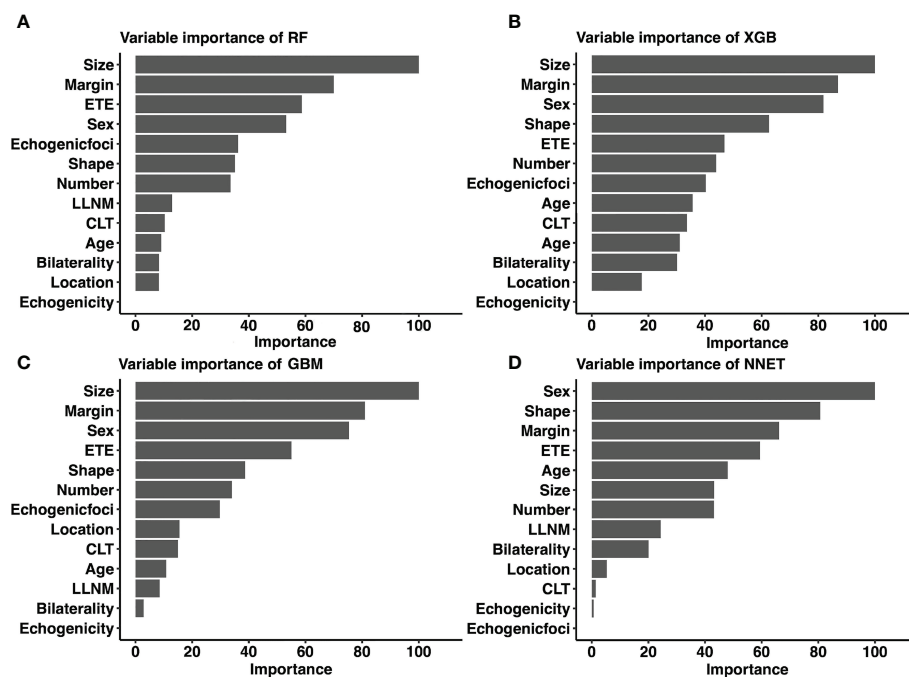 A
Variable importance of RF
Size
Margin
ETE
Sex
Echogenicfoci
Shape
Number
LLNM
CLT
Age
Bilaterality
Location
Echogenicity
0 20 40 60 80 100
Importance
B
Variable importance of XGB
Size
Margin
Sex
Shape
ETE
Number
Echogenicfoci
Age
CLT
Age
Bilaterality
Location
Echogenicity
0 20 40 60 80 100
Importance
C
Variable importance of GBM
Size
Margin
Sex
ETE
Shape
Number
Echogenicfoci
Location
CLT
Age
LLNM
Bilaterality
Echogenicity
0 20 40 60 80 100
Importance
D
Variable importance of NNET
Sex
Shape
Margin
ETE
Age
Size
Number
LLNM
Bilaterality
Location
CLT
Echogenicity
Echogenicfoci
0 20 40 60 80 100
Importance